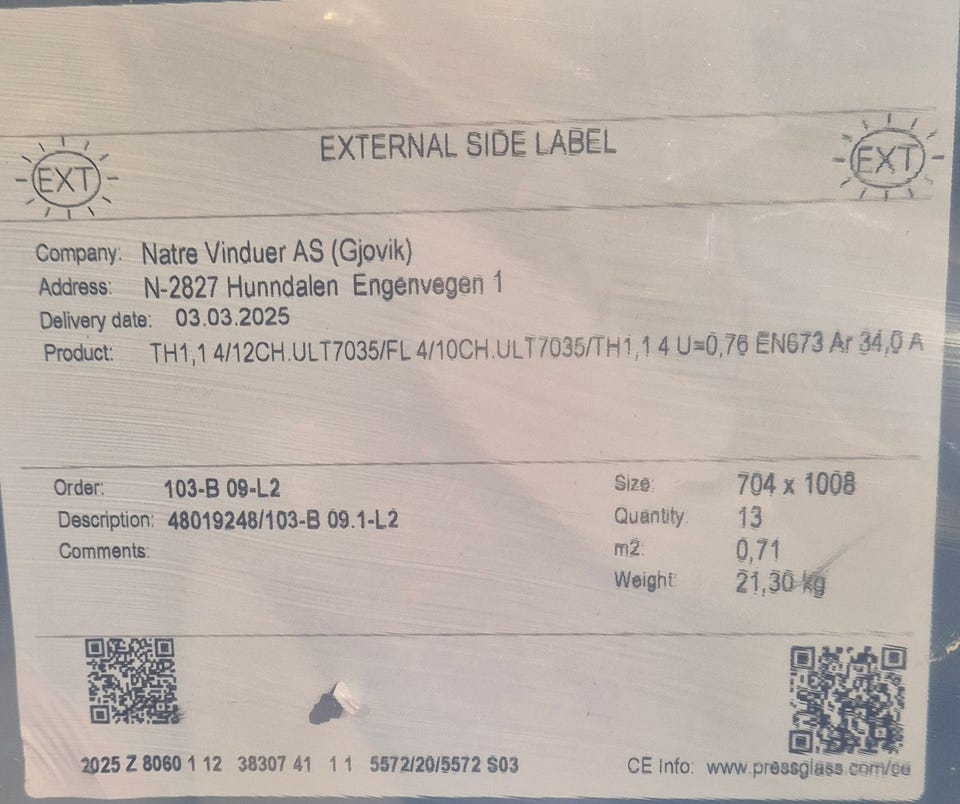 EXTERNAL SIDE LABEL
EXT
EXT
Company: Natre Vinduer AS (Gjovik)
Address: N-2827 Hunndalen Engenvegen 1
Delivery date: 03.03.2025
Product: TH1,1 4/12CH.ULT7035/FL 4/10CH.ULT7035/TH1,1 4 U=0,76 EN673 Ar 34,0 A
Order: 103-B 09-L2
Size: 704 x 1008
Description: 48019248/103-B 09.1-L2
Quantity: 13
Comments:
m2: 0,71
Weight: 21,30 kg
2025 Z 8060 1 12 38307 41 1 1 5572/20/5572 S03
CE Info: www.pressglass.com/ce